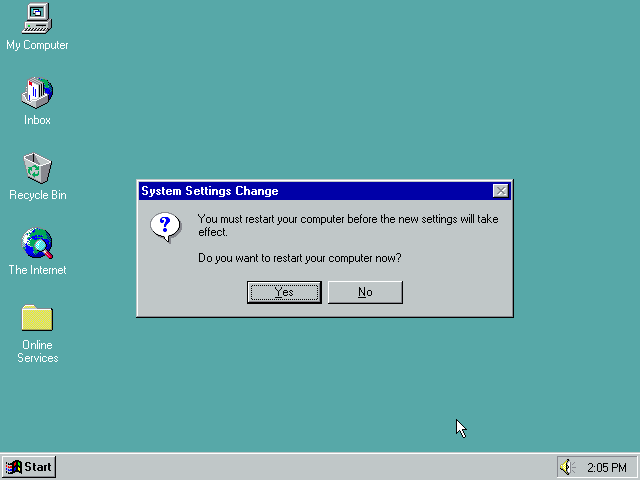 My Computer
Inbox
Recycle Bin
The Internet
Online
Services
System Settings Change
?
You must restart your computer before the new settings will take
effect.
Do you want to restart your computer now?
Yes
No
Start
2:05 PM